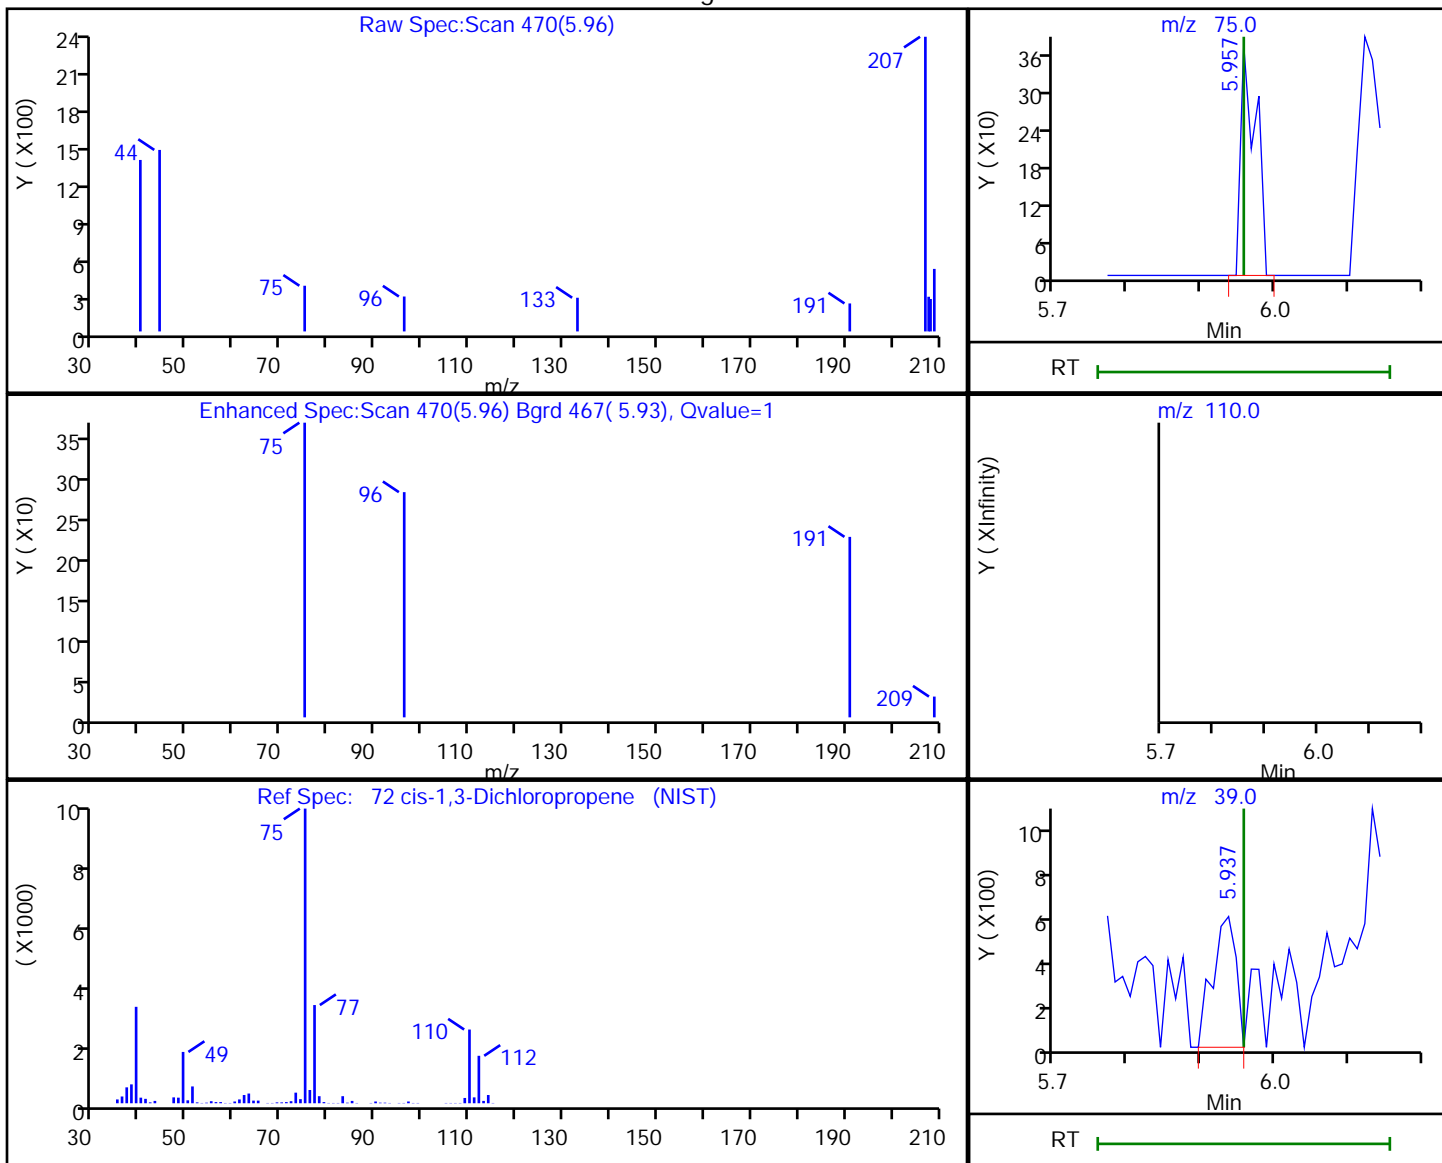 Raw Spec:Scan 470(5.96)
Y ( X100)
24
21
18
15
12
9
6
3
0
44
75
96
133
191
207
30 50 70 90 110 130 150 170 190 210
m/z
m/z 75.0
Y ( X10)
36
30
24
18
12
6
0
5.957
5.7 6.0
Min
RT
Enhanced Spec:Scan 470(5.96) Bgrd 467( 5.93), Qvalue=1
Y ( X10)
35
30
25
20
15
10
5
0
75
96
191
209
30 50 70 90 110 130 150 170 190 210
m/z
m/z 110.0
Y ( XInfinity)
5.7 6.0
Min
Ref Spec: 72 cis-1,3-Dichloropropene (NIST)
( X1000)
10
8
6
4
2
0
75
77
49
110
112
30 50 70 90 110 130 150 170 190 210
m/z 39.0
Y ( X100)
10
8
6
4
2
0
5.937
5.7 6.0
Min
RT